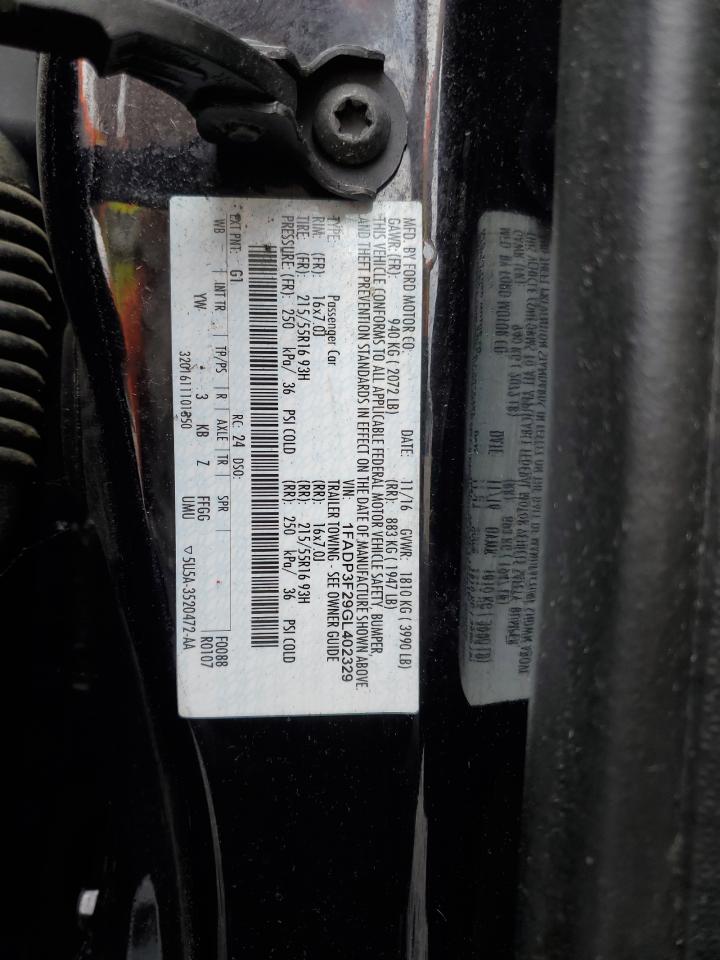 MFD. BY FORD MOTOR CO. DATE: 11/16 GVWR: 1810 KG ( 3990 LB)
GAWR: (FR): 940 KG ( 2072 LB) (RR): 883 KG ( 1947 LB)
THIS VEHICLE CONFORMS TO ALL APPLICABLE FEDERAL MOTOR VEHICLE SAFETY, BUMPER,
AND THEFT PREVENTION STANDARDS IN EFFECT ON THE DATE OF MANUFACTURE SHOWN ABOVE.
VIN: 1FADP3F29GL402329
TYPE: Passenger Car TRAILER TOWING - SEE OWNER GUIDE
RIM: (FR): 16x7.0J (RR): 16x7.0J
TIRE: (FR): 215/55R16 93H (RR): 215/55R16 93H
PRESSURE: (FR): 250 kPa/ 36 PSI COLD (RR): 250 kPa/ 36 PSI COLD
EXT PNT: G1 RC: 24 DSO: F0088
WB INT TR TP/PS R AXLE TR SPR R0107
YW 3 KB Z FFGG
UMU
320161110 ▽ 5U5A-3520472-AA